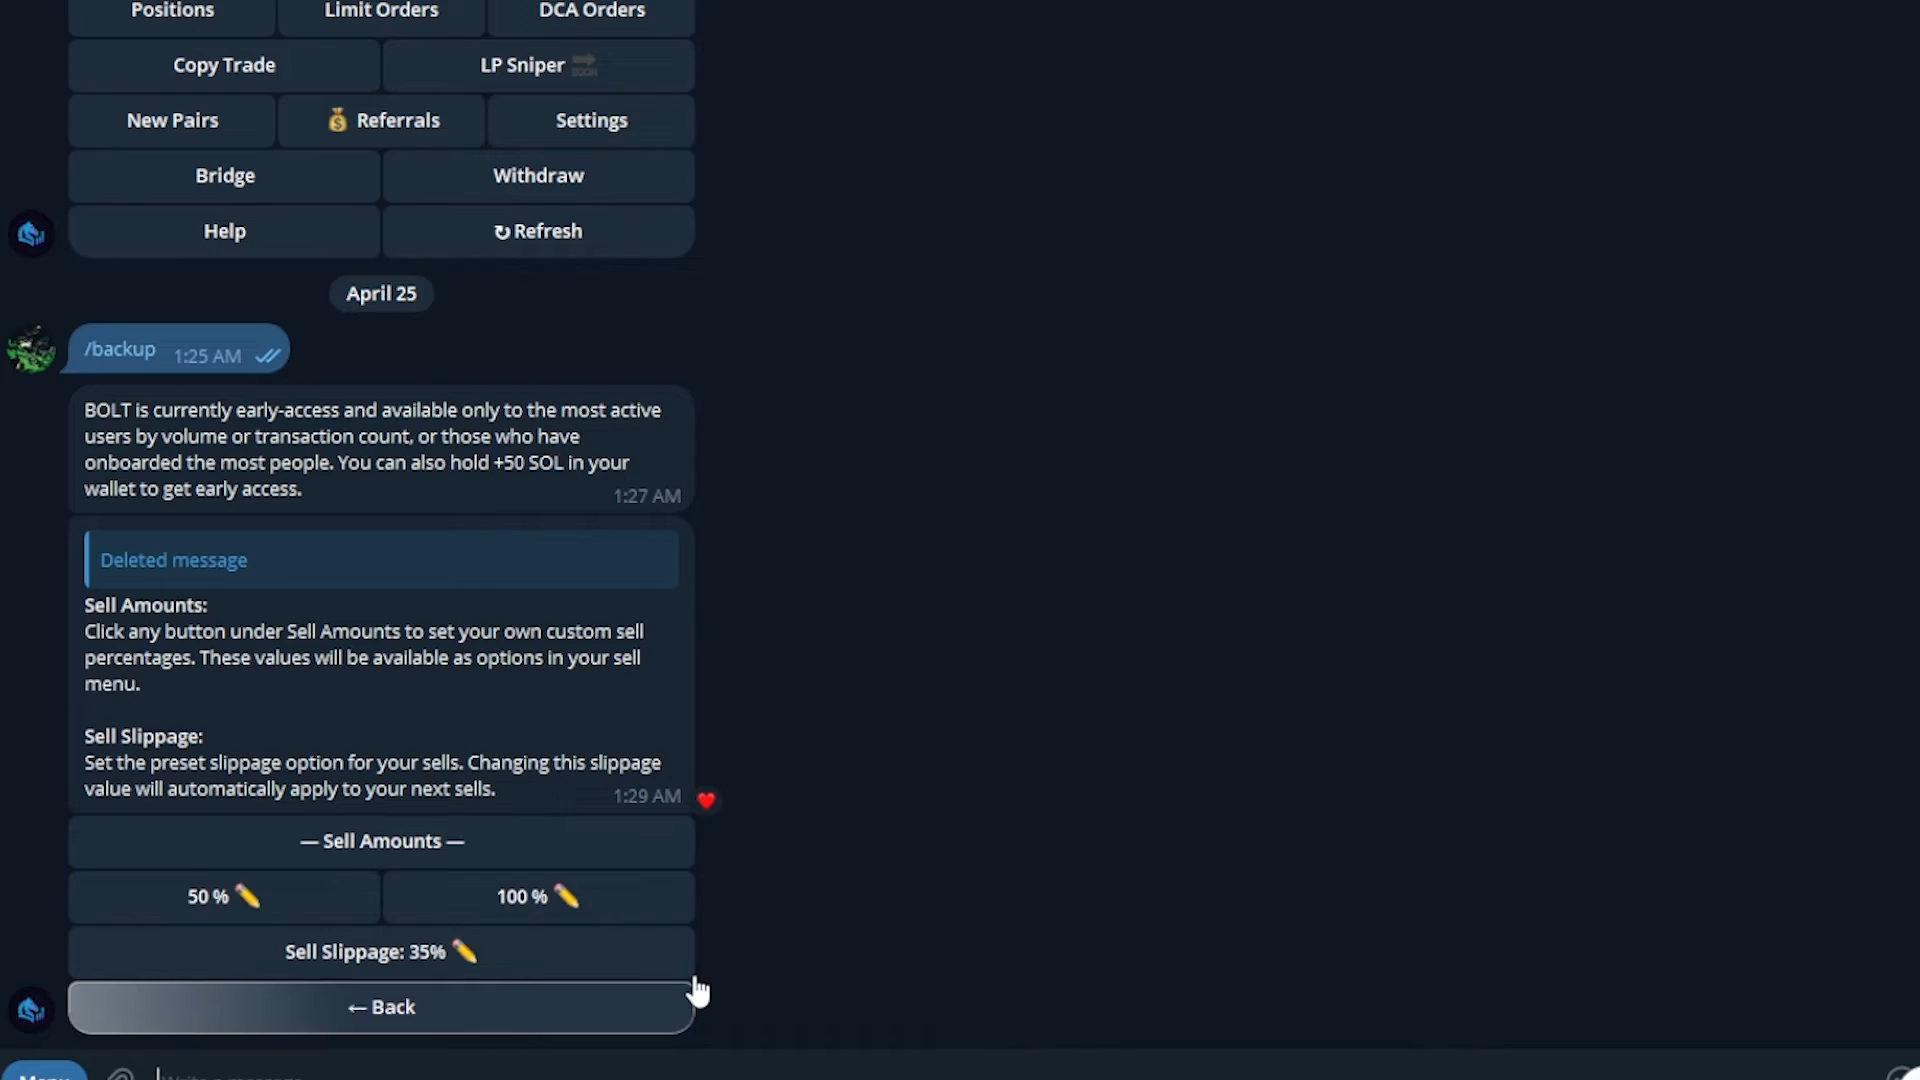 Positions Limit Orders DCA Orders
Copy Trade LP Sniper SOON
New Pairs Referrals Settings
Bridge Withdraw
Help ↻ Refresh
April 25
/backup 1:25 AM
BOLT is currently early-access and available only to the most active
users by volume or transaction count, or those who have
onboarded the most people. You can also hold +50 SOL in your
wallet to get early access. 1:27 AM
Deleted message
Sell Amounts:
Click any button under Sell Amounts to set your own custom sell
percentages. These values will be available as options in your sell
menu.
Sell Slippage:
Set the preset slippage option for your sells. Changing this slippage
value will automatically apply to your next sells. 1:29 AM
— Sell Amounts —
50 % ✏️ 100 % ✏️
Sell Slippage: 35% ✏️
← Back